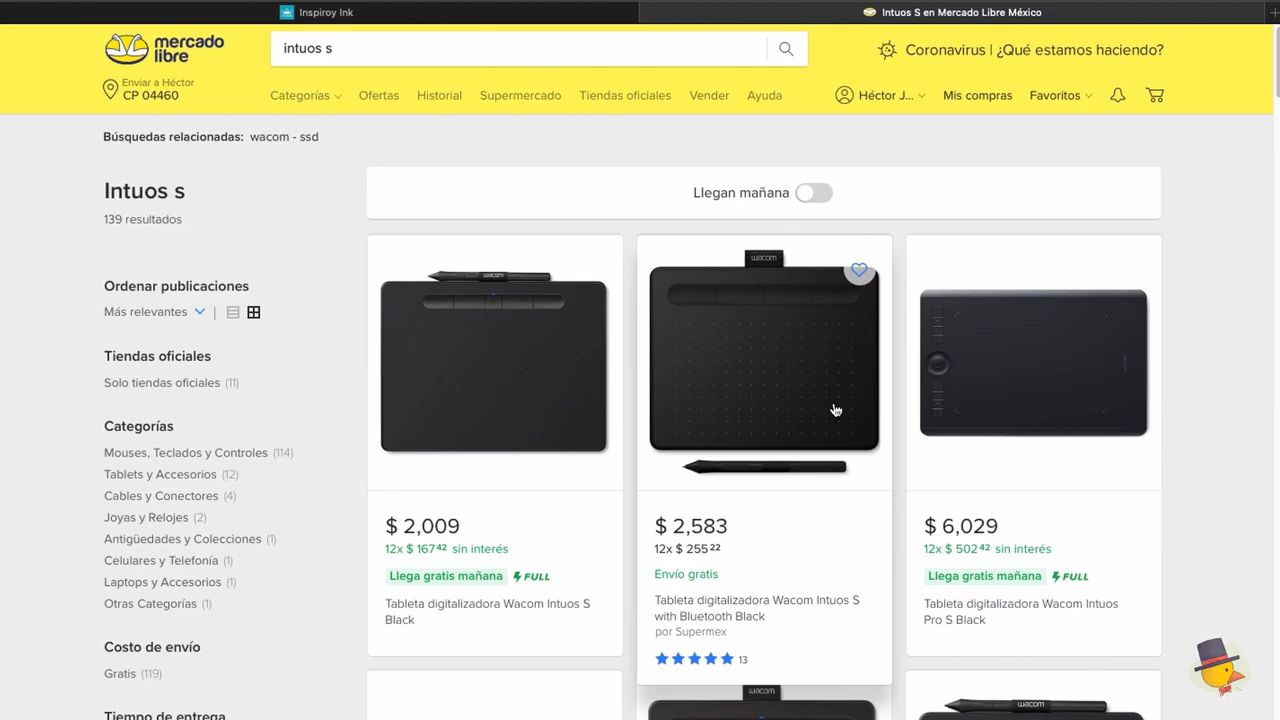 Inspiroy Ink
Intuos S en Mercado Libre México
mercado
libre
intuos s
Coronavirus | ¿Qué estamos haciendo?
Enviar a Héctor
CP 04460
Categorías
Ofertas
Historial
Supermercado
Tiendas oficiales
Vender
Ayuda
Héctor J...
Mis compras
Favoritos
Búsquedas relacionadas: wacom - ssd
Intuos s
139 resultados
Llegan mañana
Ordenar publicaciones
Más relevantes
Tiendas oficiales
Solo tiendas oficiales (11)
Categorías
Mouses, Teclados y Controles (114)
Tablets y Accesorios (12)
Cables y Conectores (4)
Joyas y Relojes (2)
Antigüedades y Colecciones (1)
Celulares y Telefonía (1)
Laptops y Accesorios (1)
Otras Categorías (1)
Costo de envío
Gratis (119)
Tiempo de entrega
wacom
$ 2,009
12x $ 167 42 sin interés
Llega gratis mañana FULL
Tableta digitalizadora Wacom Intuos S
Black
wacom
$ 2,583
12x $ 255 22
Envío gratis
Tableta digitalizadora Wacom Intuos S
with Bluetooth Black
por Supermex
13
$ 6,029
12x $ 502 42 sin interés
Llega gratis mañana FULL
Tableta digitalizadora Wacom Intuos
Pro S Black
wacom
wacom